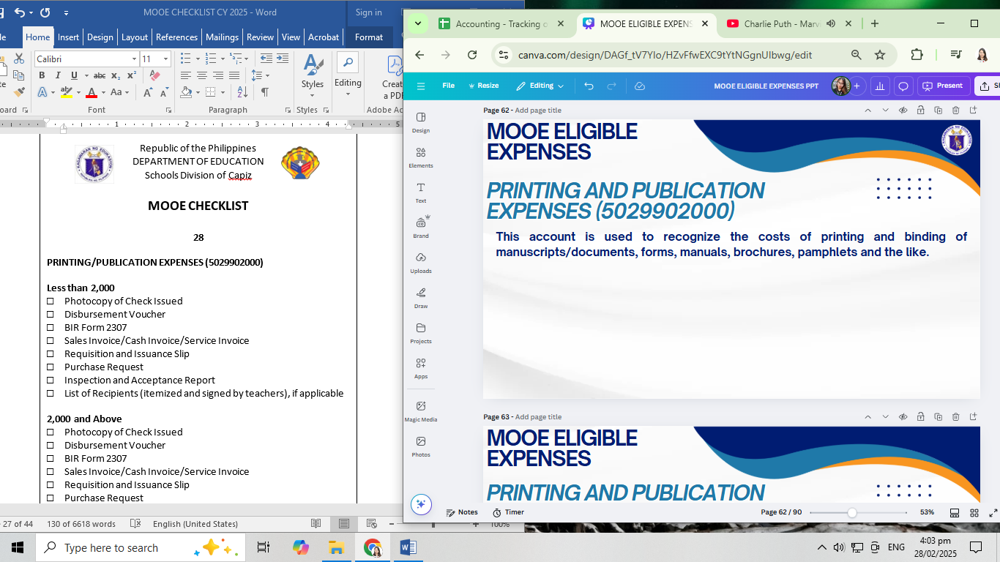 MOOE CHECKLIST CY 2025 - Word
Sign in
Home Insert Design Layout References Mailings Review View Acrobat Format
Calibri 11
B I U abc x₂ x²
Aa
Styles
Editing
Font
Paragraph
Styles
1 2 3 4 5
Republic of the Philippines
DEPARTMENT OF EDUCATION
Schools Division of Capiz
MOOE CHECKLIST
28
PRINTING/PUBLICATION EXPENSES (5029902000)
Less than 2,000
☐ Photocopy of Check Issued
☐ Disbursement Voucher
☐ BIR Form 2307
☐ Sales Invoice/Cash Invoice/Service Invoice
☐ Requisition and Issuance Slip
☐ Purchase Request
☐ Inspection and Acceptance Report
☐ List of Recipients (itemized and signed by teachers), if applicable
2,000 and Above
☐ Photocopy of Check Issued
☐ Disbursement Voucher
☐ BIR Form 2307
☐ Sales Invoice/Cash Invoice/Service Invoice
☐ Requisition and Issuance Slip
☐ Purchase Request
27 of 44 130 of 6618 words English (United States) 100%
Accounting - Tracking
MOOE ELIGIBLE EXPENS
Charlie Puth - Marv
canva.com/design/DAGf_tV7Ylo/HZvFfwEXC9tYtNGgnUIbwg/edit
File Resize Editing MOOE ELIGIBLE EXPENSES PPT Present
Design
Elements
Text
Brand
Uploads
Draw
Projects
Apps
Magic Media
Photos
Page 62 - Add page title
MOOE ELIGIBLE
EXPENSES
PRINTING AND PUBLICATION
EXPENSES (5029902000)
This account is used to recognize the costs of printing and binding of
manuscripts/documents, forms, manuals, brochures, pamphlets and the like.
Page 63 - Add page title
MOOE ELIGIBLE
EXPENSES
PRINTING AND PUBLICATION
Notes Timer Page 62 / 90 53%
Type here to search
ENG
4:03 pm
28/02/2025